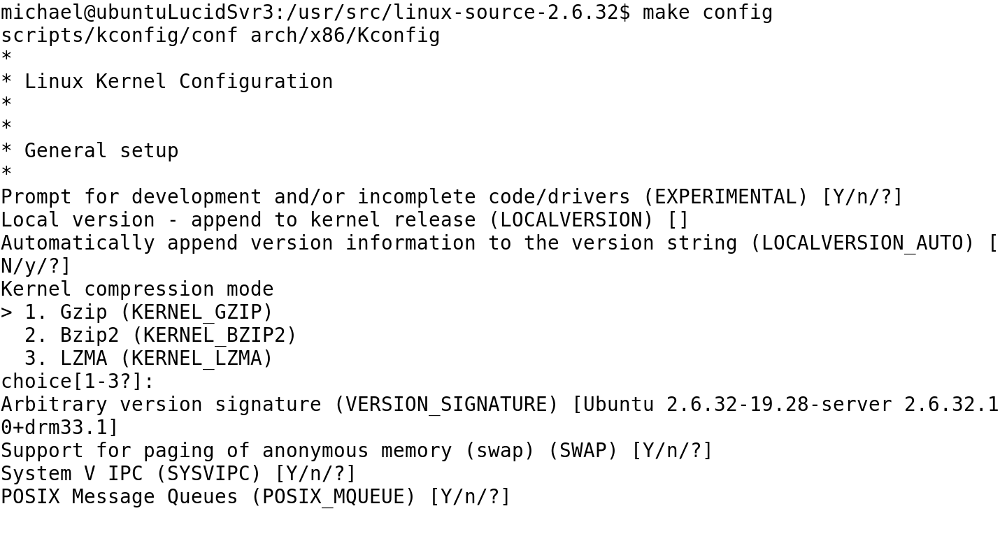 michael@ubuntuLucidSvr3:/usr/src/linux-source-2.6.32$ make config
scripts/kconfig/conf arch/x86/Kconfig
*
* Linux Kernel Configuration
*
*
* General setup
*
Prompt for development and/or incomplete code/drivers (EXPERIMENTAL) [Y/n/?]
Local version - append to kernel release (LOCALVERSION) []
Automatically append version information to the version string (LOCALVERSION_AUTO) [
N/y/?]
Kernel compression mode
> 1. Gzip (KERNEL_GZIP)
  2. Bzip2 (KERNEL_BZIP2)
  3. LZMA (KERNEL_LZMA)
choice[1-3?]:
Arbitrary version signature (VERSION_SIGNATURE) [Ubuntu 2.6.32-19.28-server 2.6.32.1
0+drm33.1]
Support for paging of anonymous memory (swap) (SWAP) [Y/n/?]
System V IPC (SYSVIPC) [Y/n/?]
POSIX Message Queues (POSIX_MQUEUE) [Y/n/?]